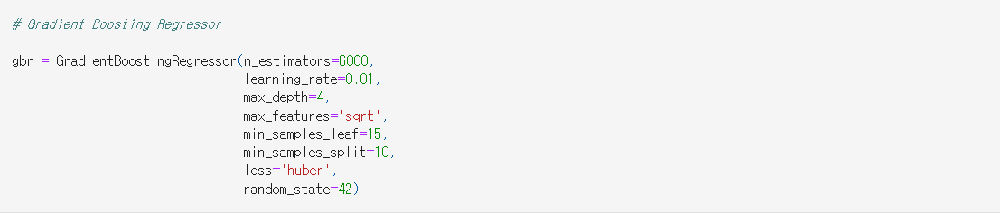 # Gradient Boosting Regressor
gbr = GradientBoostingRegressor(n_estimators=6000,
learning_rate=0.01,
max_depth=4,
max_features='sqrt',
min_samples_leaf=15,
min_samples_split=10,
loss='huber',
random_state=42)